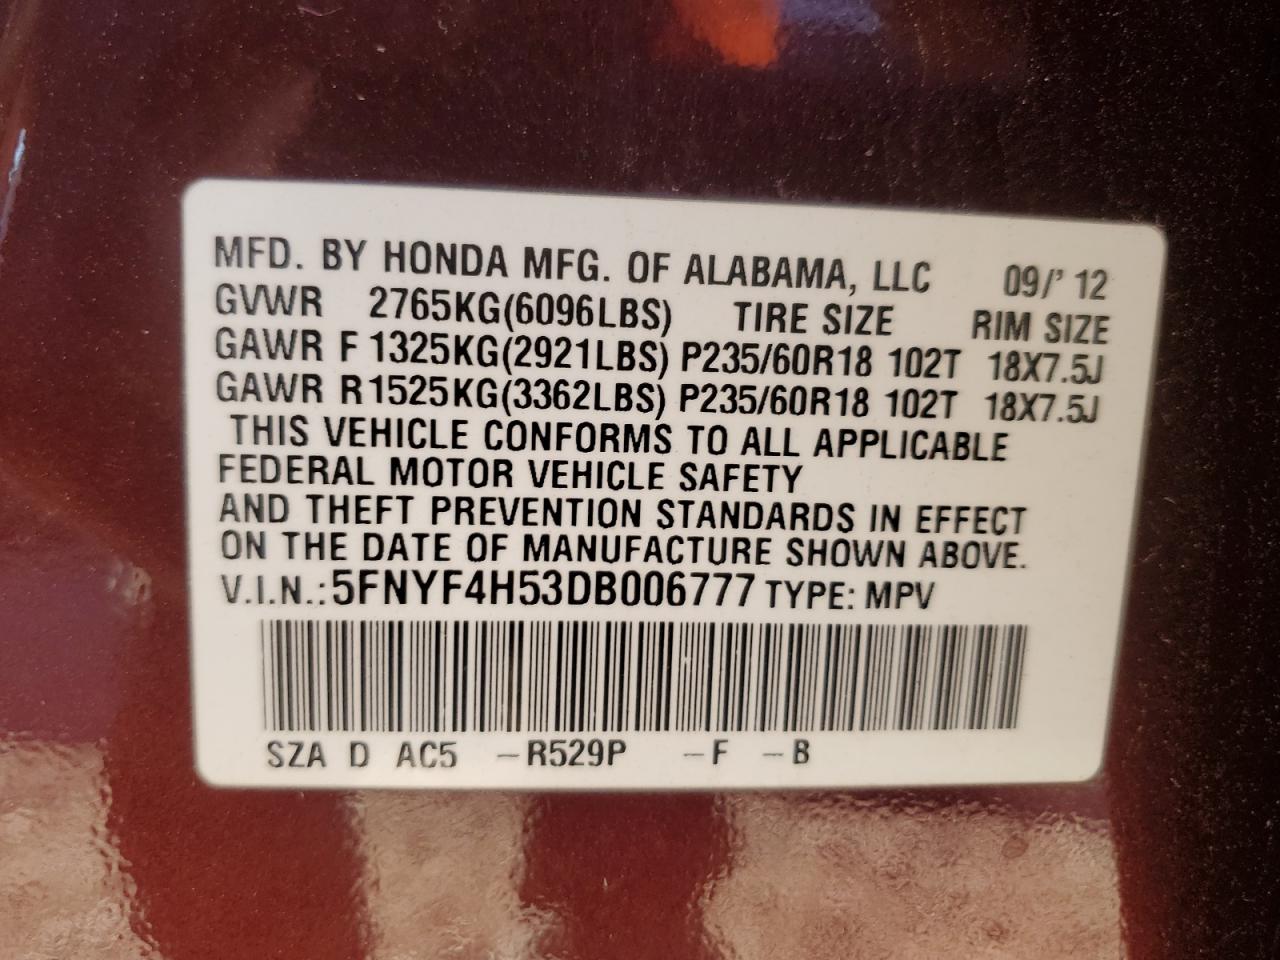 MFD. BY HONDA MFG. OF ALABAMA, LLC 09/' 12
GVWR 2765KG(6096LBS) TIRE SIZE RIM SIZE
GAWR F 1325KG(2921LBS) P235/60R18 102T 18X7.5J
GAWR R1525KG(3362LBS) P235/60R18 102T 18X7.5J
THIS VEHICLE CONFORMS TO ALL APPLICABLE
FEDERAL MOTOR VEHICLE SAFETY
AND THEFT PREVENTION STANDARDS IN EFFECT
ON THE DATE OF MANUFACTURE SHOWN ABOVE.
V.I.N.:5FNYF4H53DB006777 TYPE: MPV
SZA D AC5 -R529P -F -B